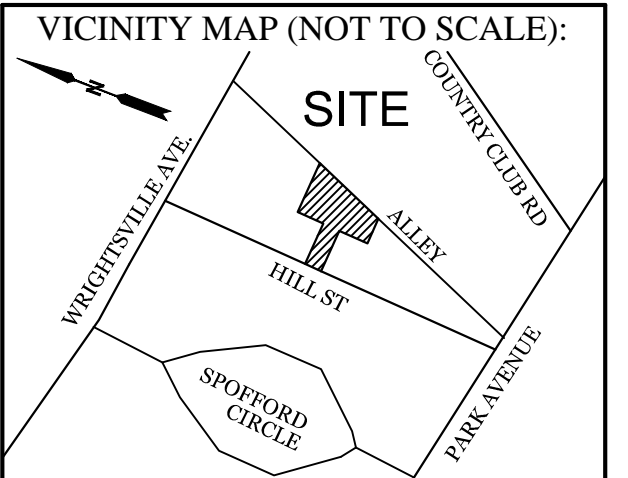 VICINITY MAP (NOT TO SCALE):
N
SITE
COUNTRY CLUB RD
WRIGHTSVILLE AVE.
ALLEY
HILL ST
SPOFFORD
CIRCLE
PARK AVENUE